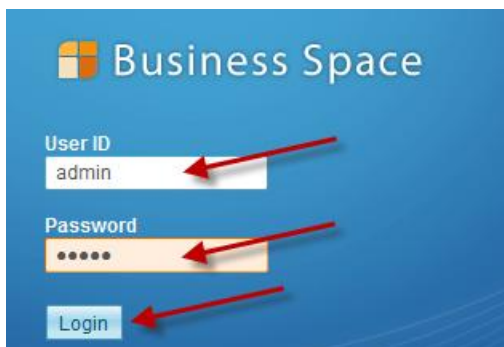 Business Space
User ID
admin
Password
•••••
Login